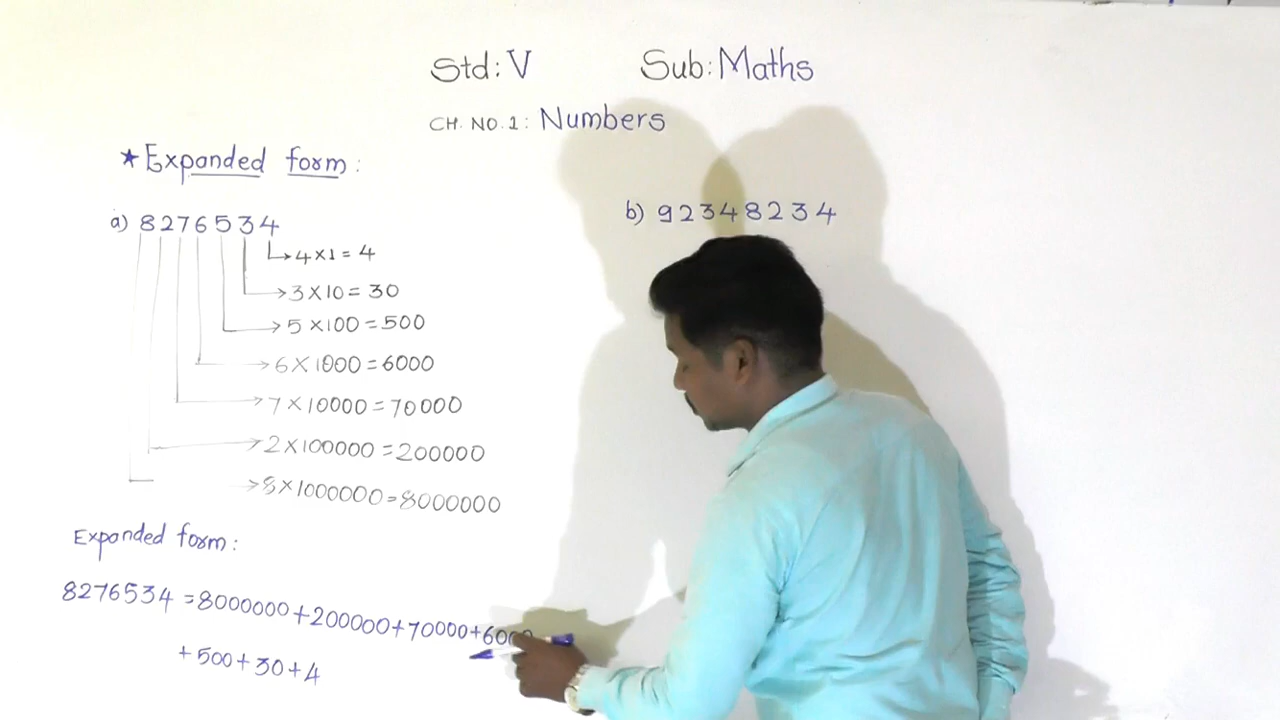 Std: V Sub: Maths
CH. NO. 1: Numbers
★ Expanded form:
a) 8276534
→ 4×1 = 4
→ 3×10 = 30
→ 5×100 = 500
→ 6×1000 = 6000
→ 7×10000 = 70000
→ 2×100000 = 200000
→ 8×1000000 = 8000000
Expanded form:
8276534 = 8000000+200000+70000+6000
+ 500+30+4
b) 92348234